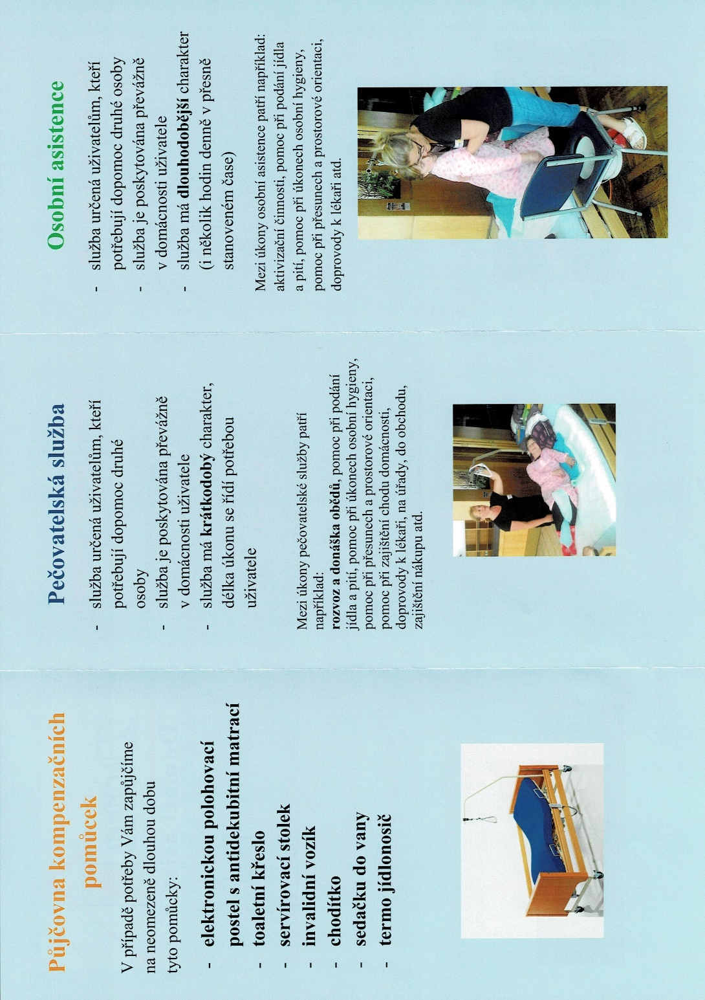 Půjčovna kompenzačních
pomůcek
V případě potřeby Vám zapůjčíme
na neomezeně dlouhou dobu
tyto pomůcky:
- elektronickou polohovací
postel s antidekubitní matrací
- toaletní křeslo
- servírovací stolek
- invalidní vozík
- chodítko
- sedačku do vany
- termo jídlonosič
Pečovatelská služba
- služba určená uživatelům, kteří
potřebují dopomoc druhé
osoby
- služba je poskytována převážně
v domácnosti uživatele
- služba má krátkodobý charakter,
délka úkonu se řídí potřebou
uživatele
Mezi úkony pečovatelské služby patří
například:
rozvoz a donáška obědů, pomoc při podání
jídla a pití, pomoc při úkonech osobní hygieny,
pomoc při přesunech a prostorové orientaci,
pomoc při zajištění chodu domácnosti,
doprovody k lékaři, na úřady, do obchodu,
zajištění nákupu atd.
Osobní asistence
- služba určená uživatelům, kteří
potřebují dopomoc druhé osoby
- služba je poskytována převážně
v domácnosti uživatele
- služba má dlouhodobější charakter
(i několik hodin denně v přesně
stanoveném čase)
Mezi úkony osobní asistence patří například:
aktivizační činnosti, pomoc při podání jídla
a pití, pomoc při úkonech osobní hygieny,
pomoc při přesunech a prostorové orientaci,
doprovody k lékaři atd.